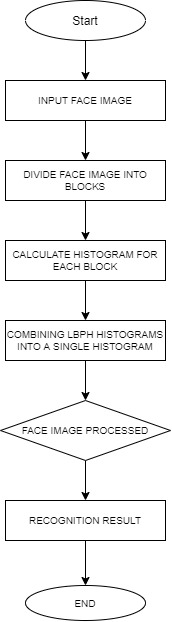 Start
INPUT FACE IMAGE
DIVIDE FACE IMAGE INTO
BLOCKS
CALCULATE HISTOGRAM FOR
EACH BLOCK
COMBINING LBPH HISTOGRAMS
INTO A SINGLE HISTOGRAM
FACE IMAGE PROCESSED
RECOGNITION RESULT
END